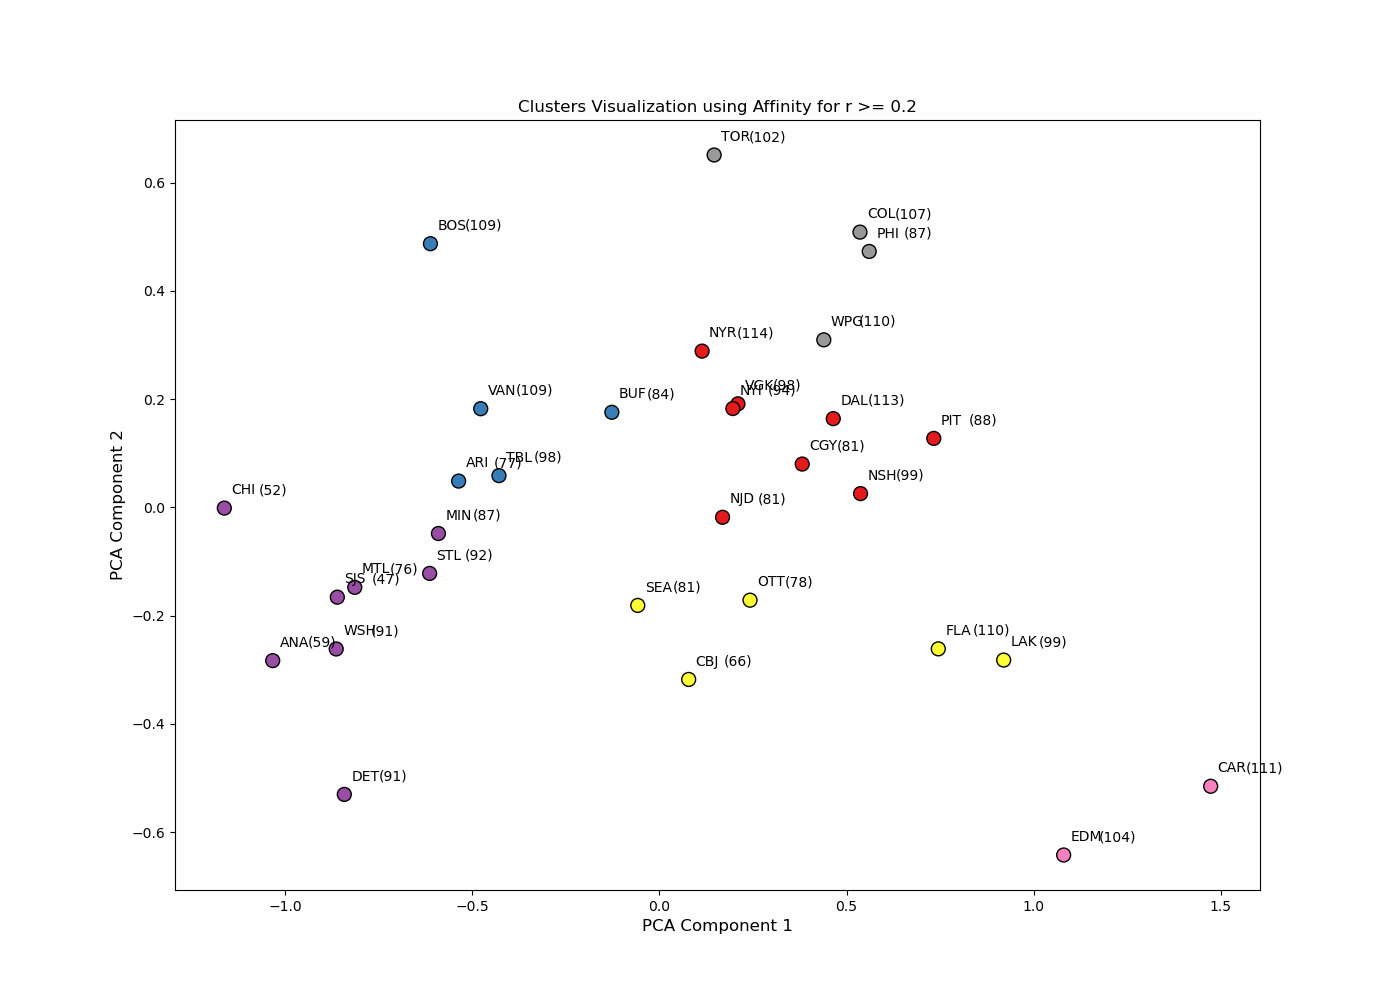 Clusters Visualization using Affinity for r >= 0.2
TOR(102)
0.6
COL(107)
BOS(109)
PHI (87)
0.4
WPG(110)
NYR(114)
VGK(98)
NYI (94)
VAN(109)
BUF(84)
0.2
DAL(113)
PIT (88)
CGY(81)
TBL(98)
ARI (77)
NSH(99)
CHI (52)
NJD (81)
0.0
MIN(87)
STL (92)
MTL(76)
SJS (47)
OTT(78)
SEA(81)
−0.2
WSH(91)
FLA(110)
ANA(59)
LAK(99)
CBJ (66)
−0.4
CAR(111)
DET(91)
−0.6
EDM(104)
−1.0 −0.5 0.0 0.5 1.0 1.5
PCA Component 1
PCA Component 2